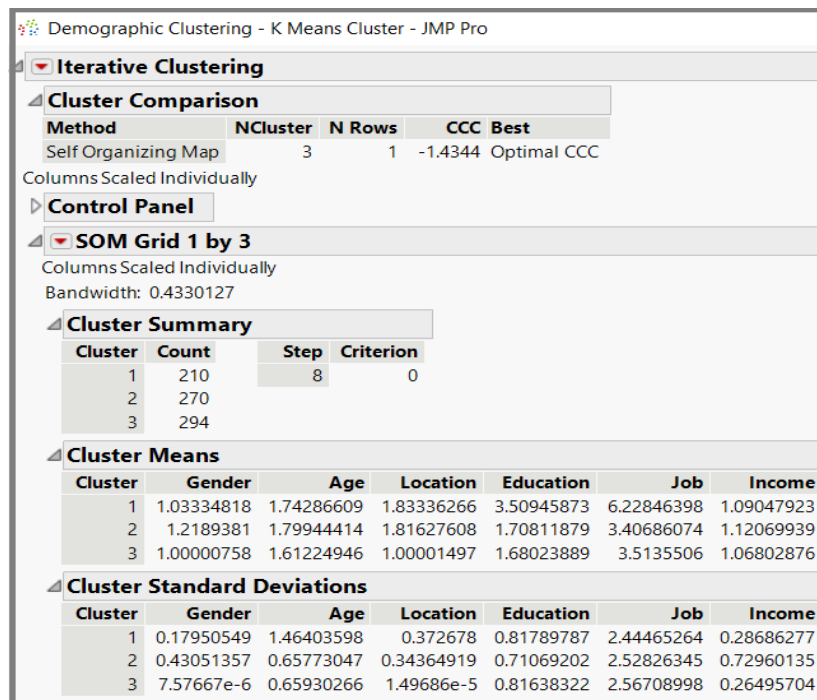 Demographic Clustering - K Means Cluster - JMP Pro
Iterative Clustering
Cluster Comparison
Method NCluster N Rows CCC Best
Self Organizing Map 3 1 -1.4344 Optimal CCC
Columns Scaled Individually
Control Panel
SOM Grid 1 by 3
Columns Scaled Individually
Bandwidth: 0.4330127
Cluster Summary
Cluster Count Step Criterion
1 210 8 0
2 270
3 294
Cluster Means
Cluster Gender Age Location Education Job Income
1 1.03334818 1.74286609 1.83336266 3.50945873 6.22846398 1.09047923
2 1.2189381 1.79944414 1.81627608 1.70811879 3.40686074 1.12069939
3 1.00000758 1.61224946 1.00001497 1.68023889 3.5135506 1.06802876
Cluster Standard Deviations
Cluster Gender Age Location Education Job Income
1 0.17950549 1.46403598 0.372678 0.81789787 2.44465264 0.28686277
2 0.43051357 0.65773047 0.34364919 0.71069202 2.52826345 0.72960135
3 7.57667e-6 0.65930266 1.49686e-5 0.81638322 2.56708998 0.26495704